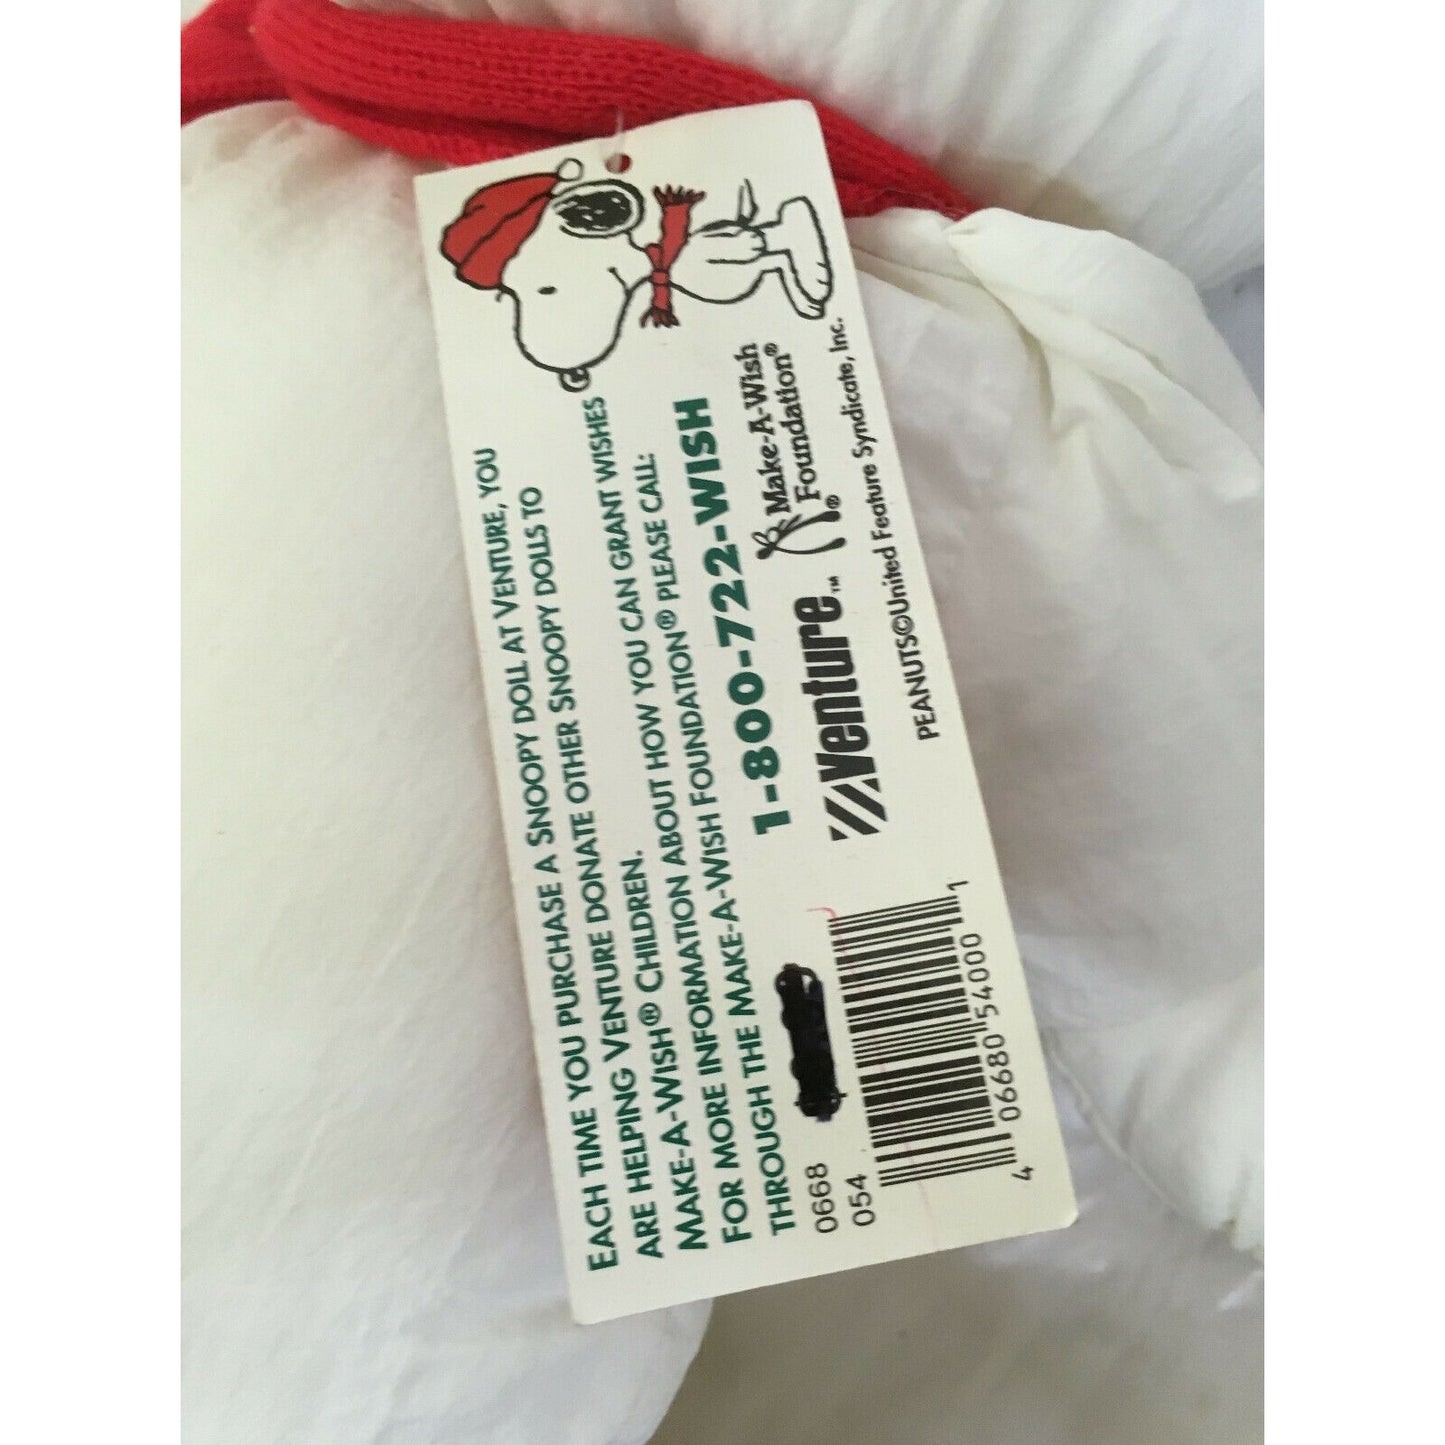 EACH TIME YOU PURCHASE A SNOOPY DOLL AT VENTURE, YOU
ARE HELPING VENTURE DONATE OTHER SNOOPY DOLLS TO
MAKE-A-WISH® CHILDREN.
FOR MORE INFORMATION ABOUT HOW YOU CAN GRANT WISHES
THROUGH THE MAKE-A-WISH FOUNDATION® PLEASE CALL:
1-800-722-WISH
Venture™
Make-A-Wish
Foundation®
®
PEANUTS©United Feature Syndicate, Inc.
0668
054
4 06680 54000 1